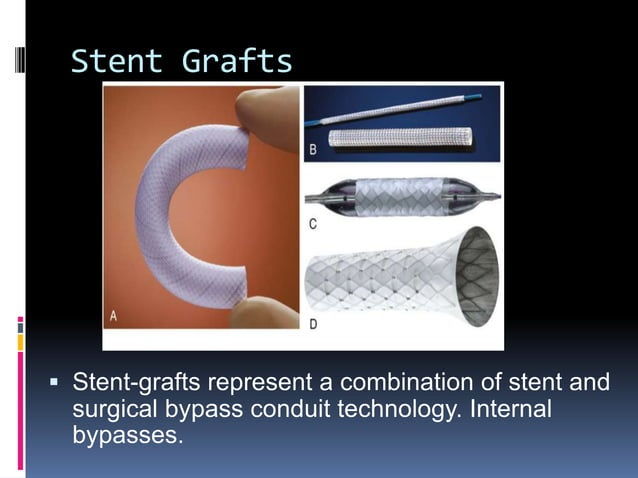 Stent Grafts
A
B
C
D
▪ Stent-grafts represent a combination of stent and
surgical bypass conduit technology. Internal
bypasses.